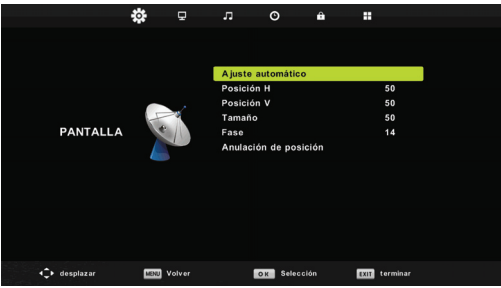 Ajuste automático
Posición H 50
Posición V 50
Tamaño 50
Fase 14
Anulación de posición
PANTALLA
desplazar MENU Volver OK Selección EXIT terminar